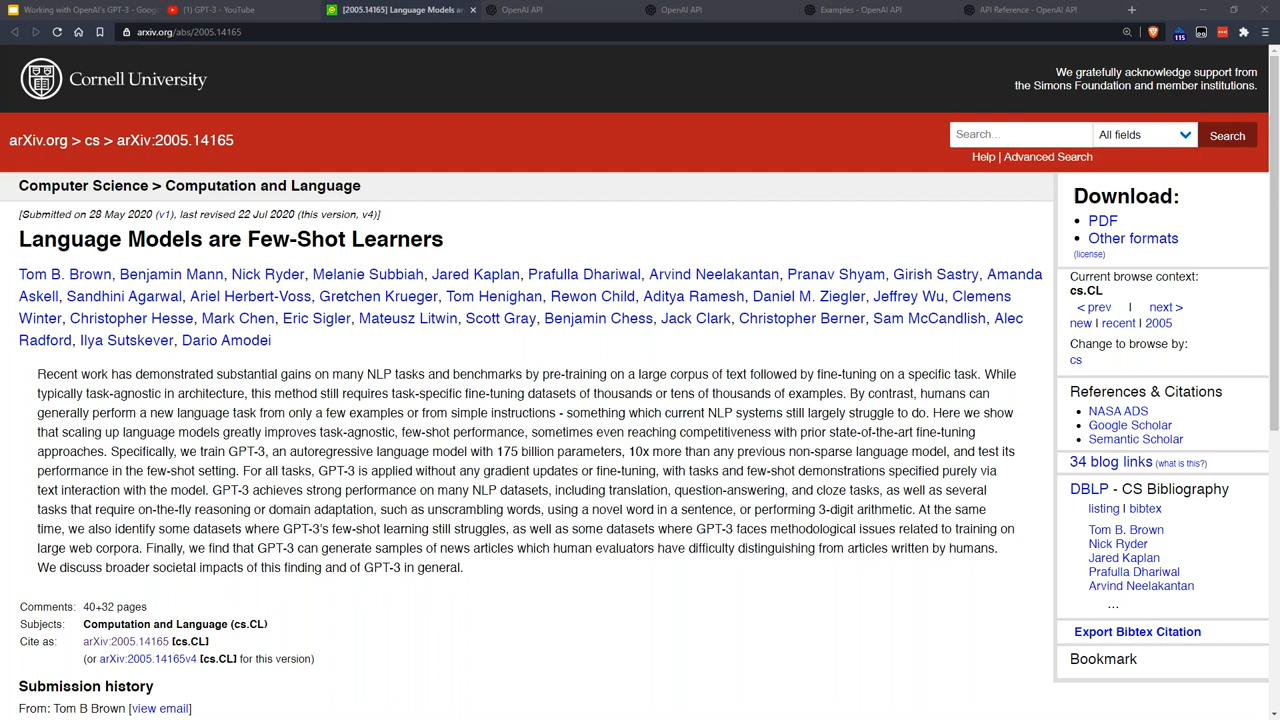 Working with OpenAI's GPT-3 - Goog
(1) GPT-3 - YouTube
[2005.14165] Language Models a
OpenAI API
OpenAI API
Examples - OpenAI API
API Reference - OpenAI API
arxiv.org/abs/2005.14165
115
Cornell University
We gratefully acknowledge support from
the Simons Foundation and member institutions.
arXiv.org > cs > arXiv:2005.14165
Search...
All fields
Search
Help | Advanced Search
Computer Science > Computation and Language
[Submitted on 28 May 2020 (v1), last revised 22 Jul 2020 (this version, v4)]
Language Models are Few-Shot Learners
Tom B. Brown, Benjamin Mann, Nick Ryder, Melanie Subbiah, Jared Kaplan, Prafulla Dhariwal, Arvind Neelakantan, Pranav Shyam, Girish Sastry, Amanda
Askell, Sandhini Agarwal, Ariel Herbert-Voss, Gretchen Krueger, Tom Henighan, Rewon Child, Aditya Ramesh, Daniel M. Ziegler, Jeffrey Wu, Clemens
Winter, Christopher Hesse, Mark Chen, Eric Sigler, Mateusz Litwin, Scott Gray, Benjamin Chess, Jack Clark, Christopher Berner, Sam McCandlish, Alec
Radford, Ilya Sutskever, Dario Amodei
Recent work has demonstrated substantial gains on many NLP tasks and benchmarks by pre-training on a large corpus of text followed by fine-tuning on a specific task. While
typically task-agnostic in architecture, this method still requires task-specific fine-tuning datasets of thousands or tens of thousands of examples. By contrast, humans can
generally perform a new language task from only a few examples or from simple instructions - something which current NLP systems still largely struggle to do. Here we show
that scaling up language models greatly improves task-agnostic, few-shot performance, sometimes even reaching competitiveness with prior state-of-the-art fine-tuning
approaches. Specifically, we train GPT-3, an autoregressive language model with 175 billion parameters, 10x more than any previous non-sparse language model, and test its
performance in the few-shot setting. For all tasks, GPT-3 is applied without any gradient updates or fine-tuning, with tasks and few-shot demonstrations specified purely via
text interaction with the model. GPT-3 achieves strong performance on many NLP datasets, including translation, question-answering, and cloze tasks, as well as several
tasks that require on-the-fly reasoning or domain adaptation, such as unscrambling words, using a novel word in a sentence, or performing 3-digit arithmetic. At the same
time, we also identify some datasets where GPT-3's few-shot learning still struggles, as well as some datasets where GPT-3 faces methodological issues related to training on
large web corpora. Finally, we find that GPT-3 can generate samples of news articles which human evaluators have difficulty distinguishing from articles written by humans.
We discuss broader societal impacts of this finding and of GPT-3 in general.
Comments: 40+32 pages
Subjects: Computation and Language (cs.CL)
Cite as: arXiv:2005.14165 [cs.CL]
(or arXiv:2005.14165v4 [cs.CL] for this version)
Submission history
From: Tom B Brown [view email]
Download:
PDF
Other formats
(license)
Current browse context:
cs.CL
< prev | next >
new | recent | 2005
Change to browse by:
cs
References & Citations
NASA ADS
Google Scholar
Semantic Scholar
34 blog links (what is this?)
DBLP - CS Bibliography
listing | bibtex
Tom B. Brown
Nick Ryder
Jared Kaplan
Prafulla Dhariwal
Arvind Neelakantan
...
Export Bibtex Citation
Bookmark